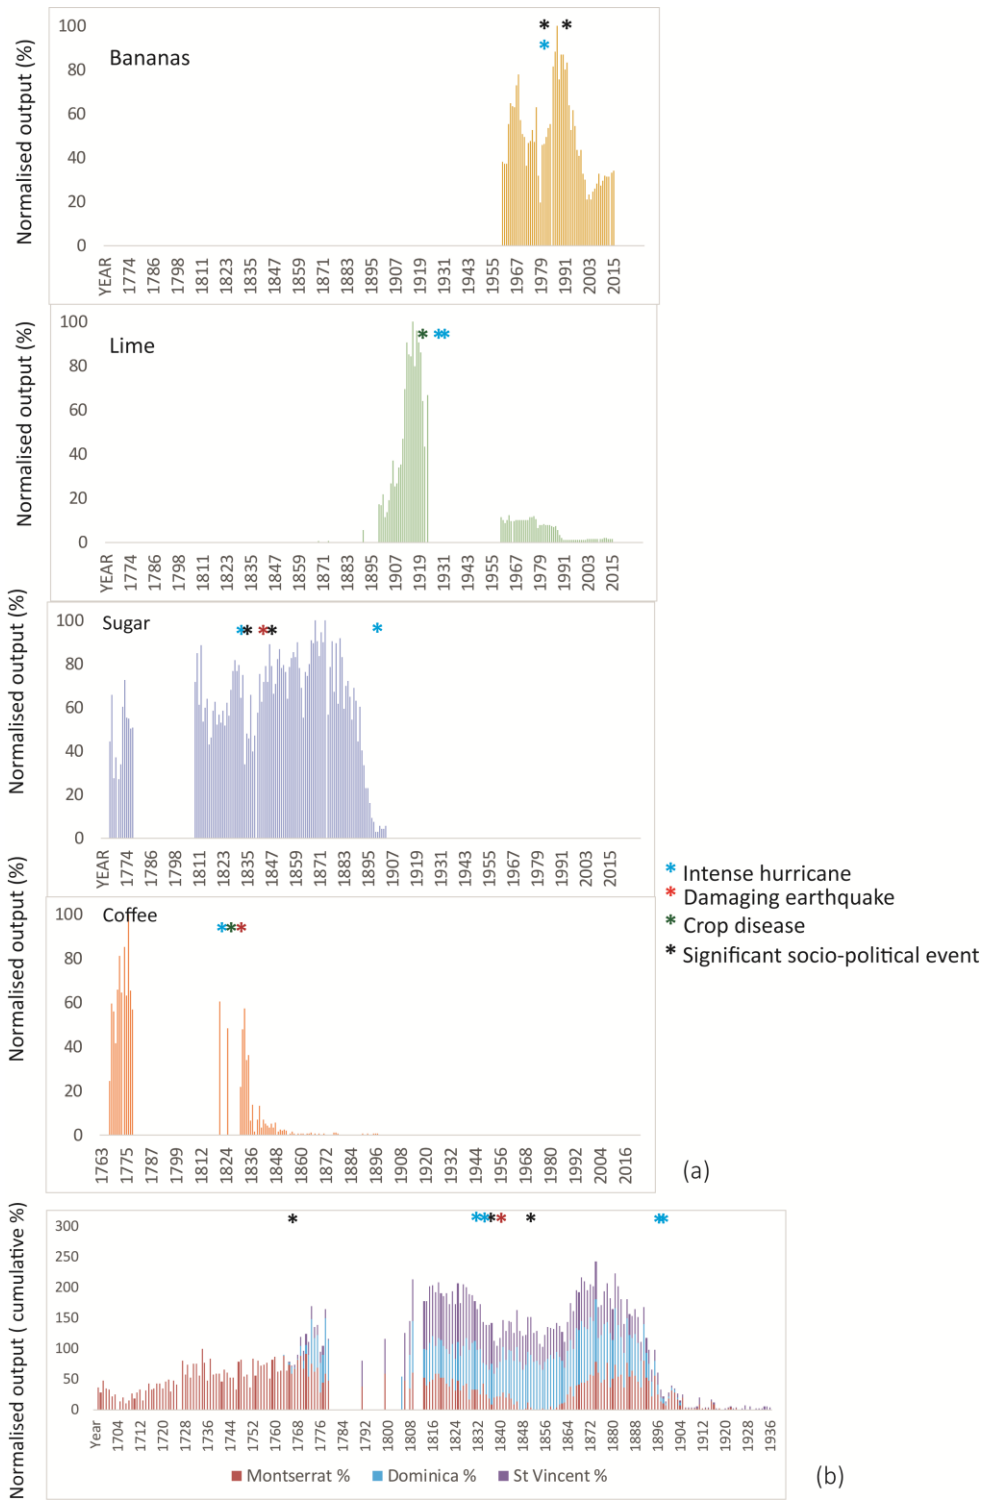 Normalised output (%)
100
80
60
40
20
0
Bananas
*
*
*
YEAR 1774 1786 1798 1811 1823 1835 1847 1859 1871 1883 1895 1907 1919 1931 1943 1955 1967 1979 1991 2003 2015
Normalised output (%)
100
80
60
40
20
0
Lime
* **
YEAR 1774 1786 1798 1811 1823 1835 1847 1859 1871 1883 1895 1907 1919 1931 1943 1955 1967 1979 1991 2003 2015
Normalised output (%)
100
80
60
40
20
0
Sugar
** ** *
YEAR 1774 1786 1798 1811 1823 1835 1847 1859 1871 1883 1895 1907 1919 1931 1943 1955 1967 1979 1991 2003 2015
Normalised output (%)
100
80
60
40
20
0
Coffee
***
1763 1775 1787 1799 1812 1824 1836 1848 1860 1872 1884 1896 1908 1920 1932 1944 1956 1968 1980 1992 2004 2016
* Intense hurricane
* Damaging earthquake
* Crop disease
* Significant socio-political event
(a)
Normalised output ( cumulative %)
300
250
200
150
100
50
0
* *** * * **
Year 1704 1712 1720 1728 1736 1744 1752 1760 1768 1776 1784 1792 1800 1808 1816 1824 1832 1840 1848 1856 1864 1872 1880 1888 1896 1904 1912 1920 1928 1936
Montserrat % Dominica % St Vincent %
(b)